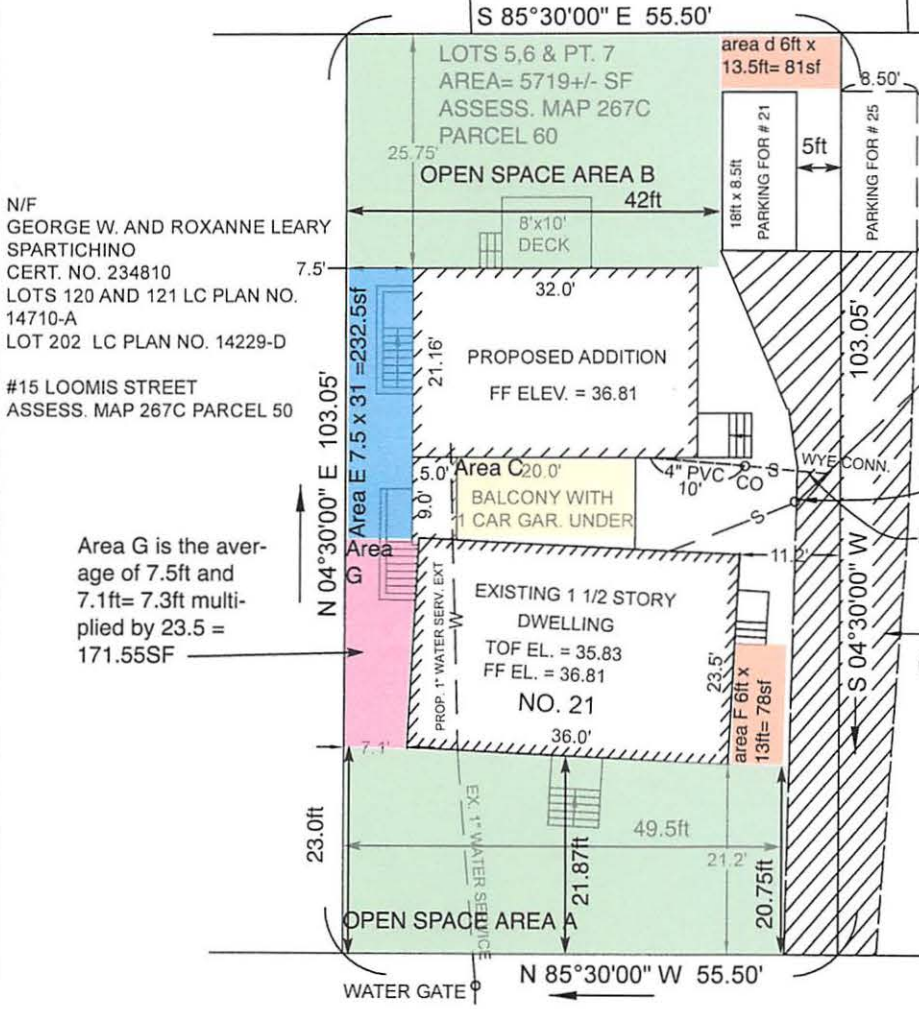 S 85°30'00" E 55.50'
LOTS 5,6 & PT. 7
AREA= 5719+/- SF
ASSESS. MAP 267C
PARCEL 60
area d 6ft x
13.5ft= 81sf
8.50'
25.75'
OPEN SPACE AREA B
42ft
18ft x 8.5ft
PARKING FOR # 21
5ft
PARKING FOR # 25
8'x10'
DECK
N/F
GEORGE W. AND ROXANNE LEARY
SPARTICHINO
CERT. NO. 234810
LOTS 120 AND 121 LC PLAN NO.
14710-A
LOT 202 LC PLAN NO. 14229-D
#15 LOOMIS STREET
ASSESS. MAP 267C PARCEL 50
7.5'
32.0'
21.16'
PROPOSED ADDITION
FF ELEV. = 36.81
103.05'
N 04°30'00" E 103.05'
Area E 7.5 x 31 =232.5sf
5.0'
9.0'
Area C
20.0'
BALCONY WITH
1 CAR GAR. UNDER
4" PVC
10'
CO
S
WYE CONN.
S
Area
G
Area G is the aver-
age of 7.5ft and
7.1ft= 7.3ft multi-
plied by 23.5 =
171.55SF
11.2'
PROP. 1" WATER SERV. EXT
W
EXISTING 1 1/2 STORY
DWELLING
TOF EL. = 35.83
FF EL. = 36.81
NO. 21
23.5'
36.0'
area F 6ft x
13ft= 78sf
S 04°30'00" W
7.1'
23.0ft
EX. 1" WATER SERVICE
21.87ft
49.5ft
21.2'
20.75ft
OPEN SPACE AREA A
N 85°30'00" W 55.50'
WATER GATE